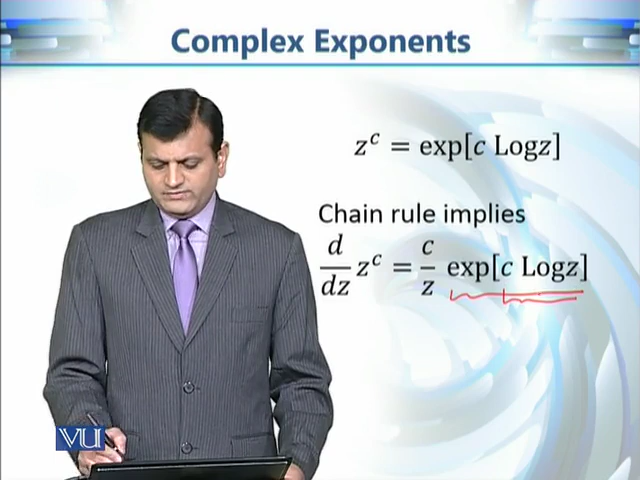 Complex Exponents
z^c = exp[c Logz]
Chain rule implies
d/dz z^c = c/z exp[c Logz]
VU